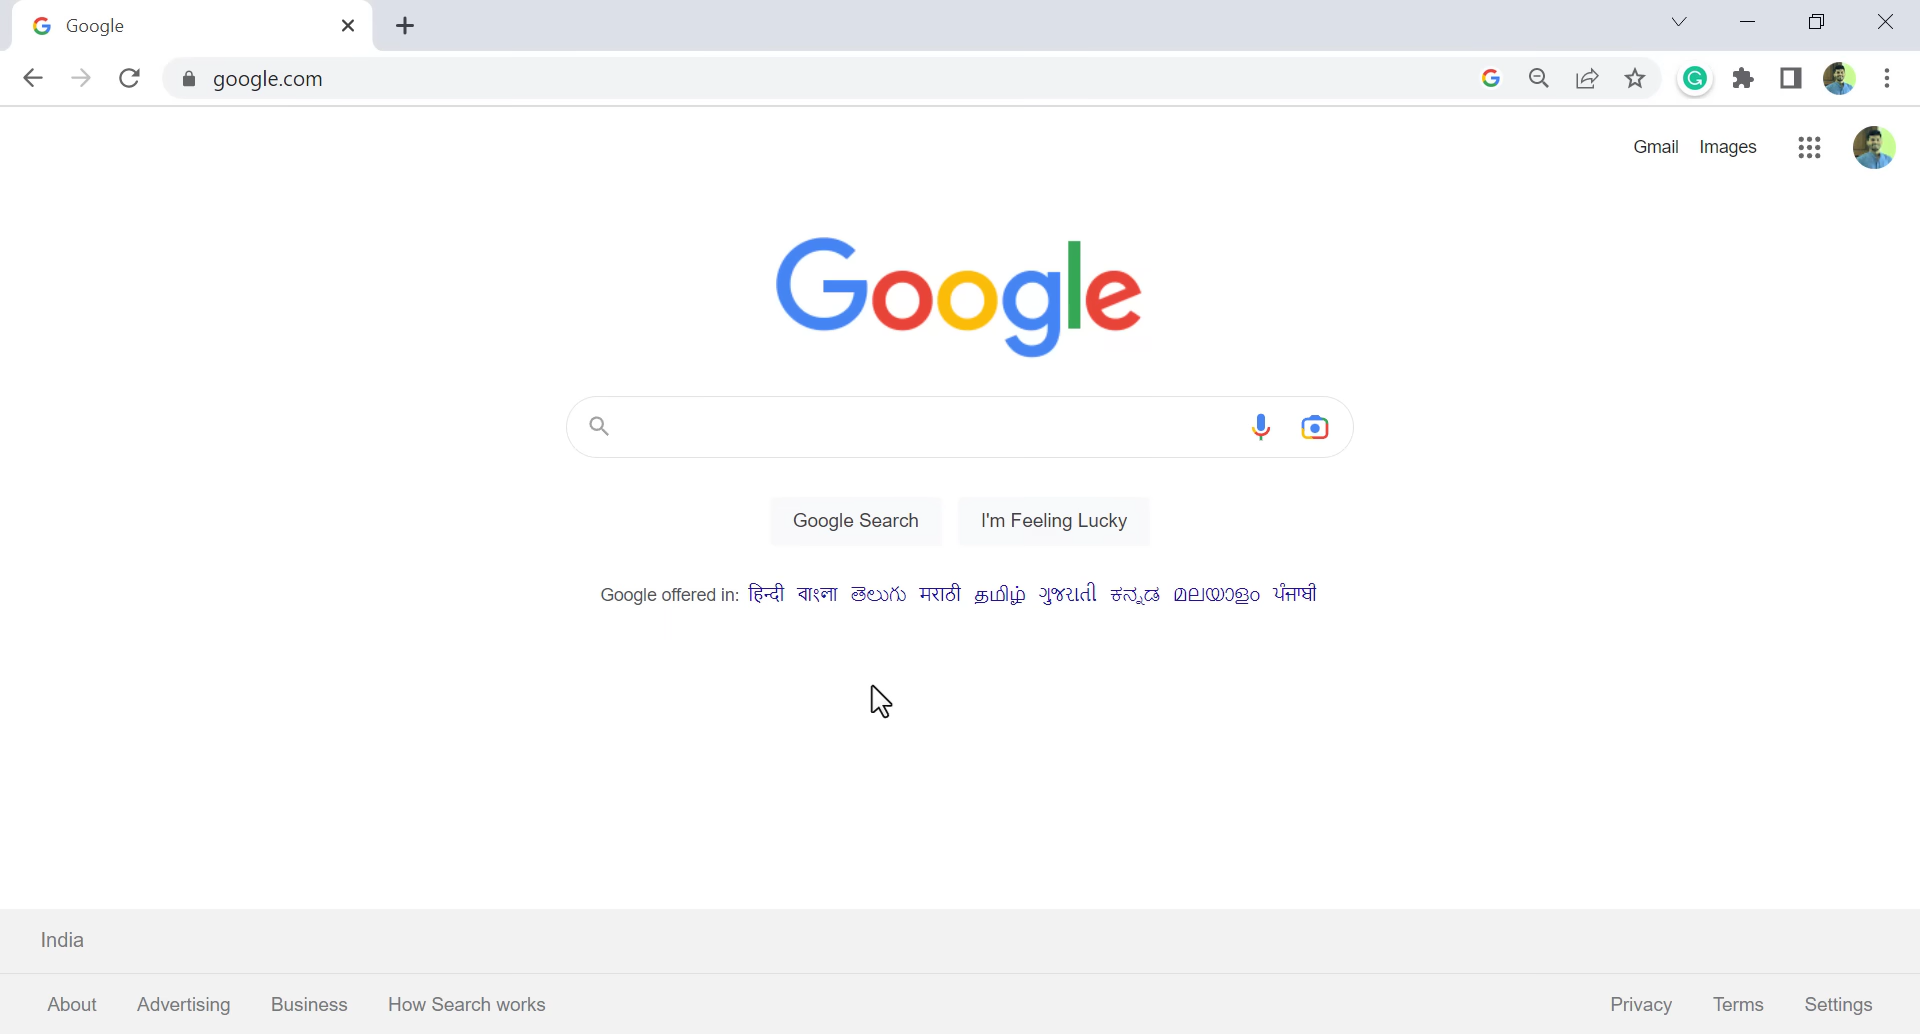 Google
google.com
Gmail Images
Google
Google Search I'm Feeling Lucky
Google offered in: हिन्दी বাংলা తెలుగు मराठी தமிழ் ગુજરાતી ಕನ್ನಡ മലയാളം ਪੰਜਾਬੀ
India
About Advertising Business How Search works Privacy Terms Settings